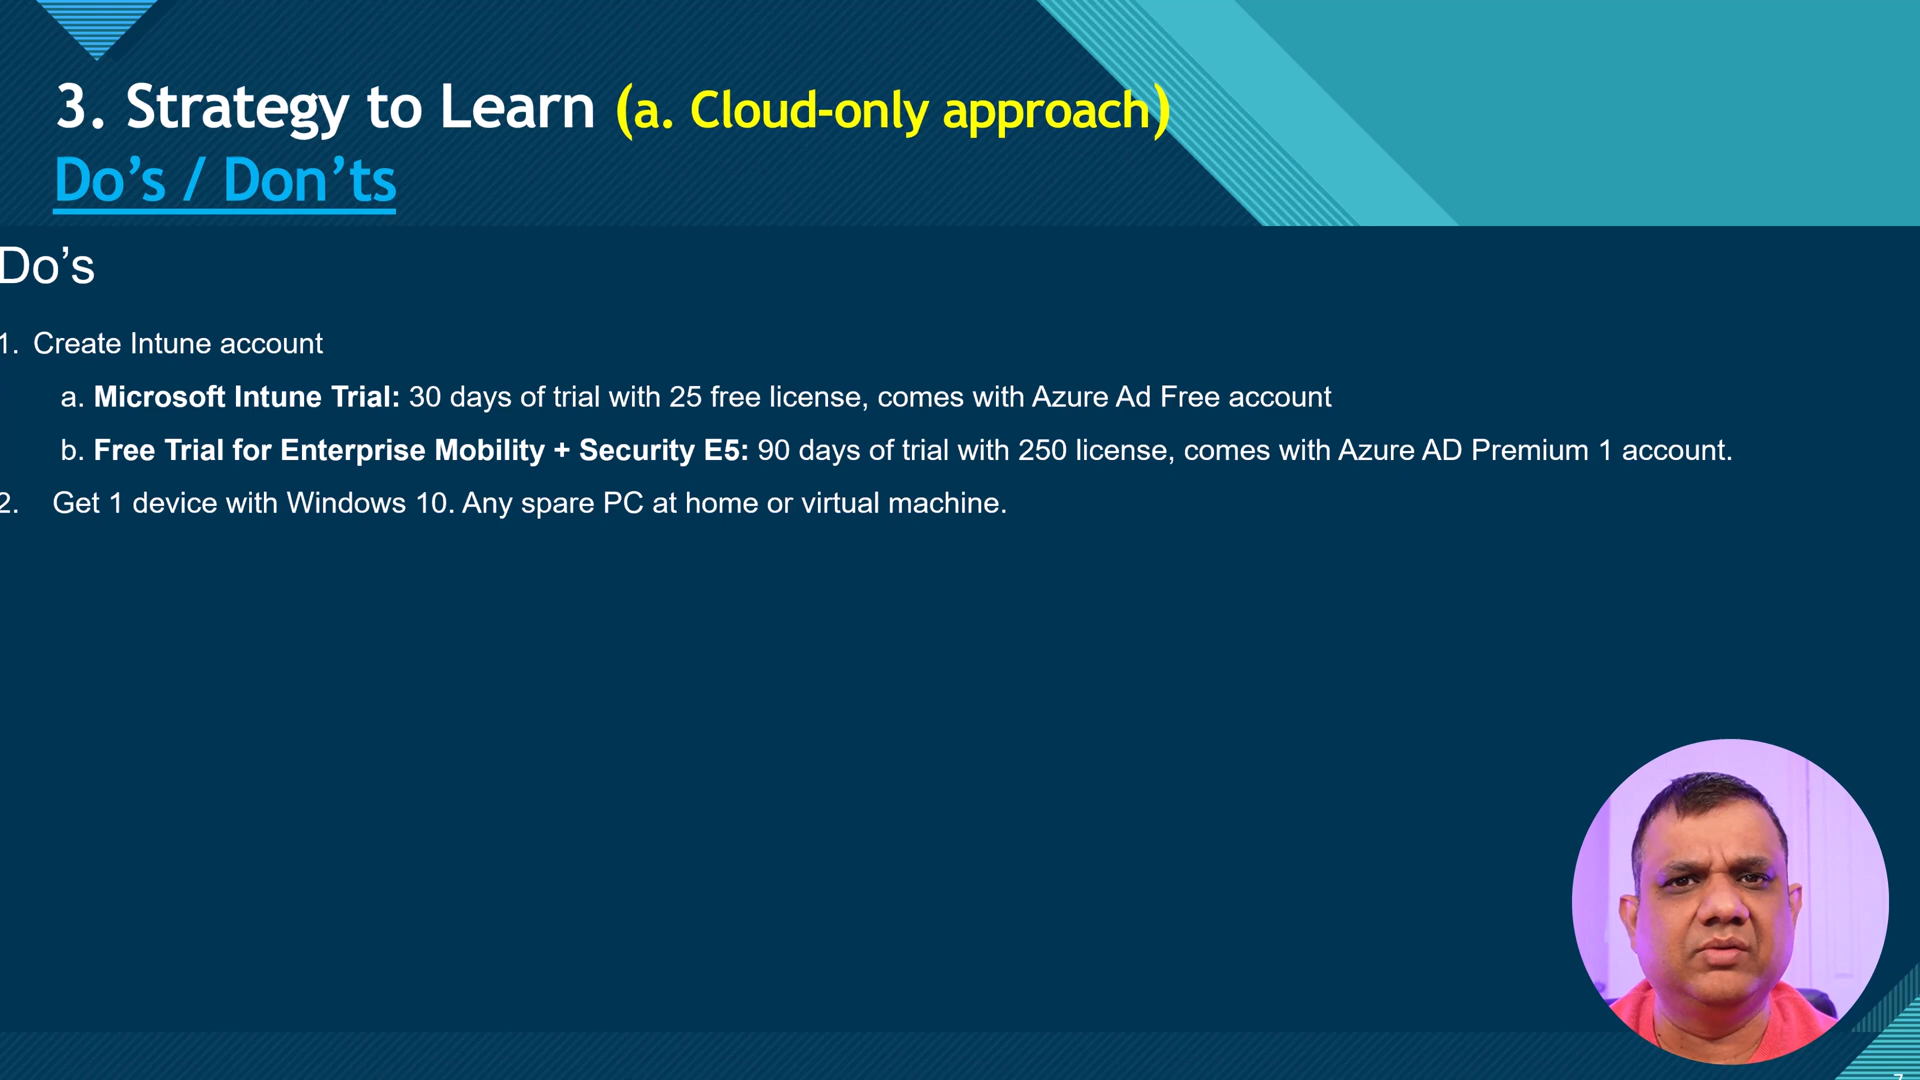 3. Strategy to Learn (a. Cloud-only approach)
Do’s / Don’ts
Do’s
1. Create Intune account
a. Microsoft Intune Trial: 30 days of trial with 25 free license, comes with Azure Ad Free account
b. Free Trial for Enterprise Mobility + Security E5: 90 days of trial with 250 license, comes with Azure AD Premium 1 account.
2. Get 1 device with Windows 10. Any spare PC at home or virtual machine.